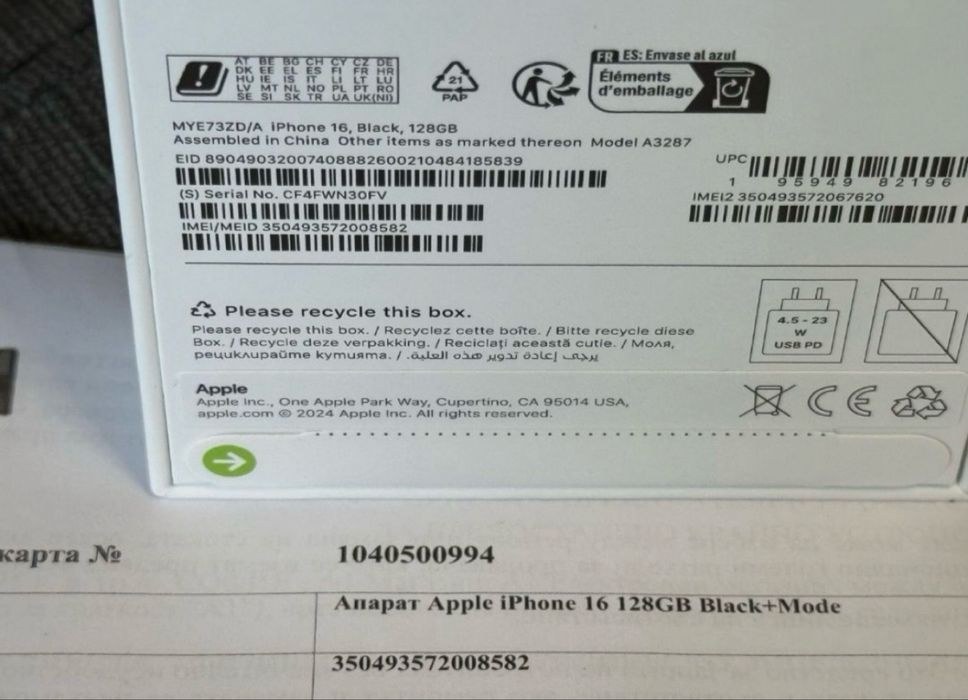 AT BE BG CH CY CZ DE
DK EE EL ES FI FR HR
HU IE IS IT LI LT LU
LV MT NL NO PL PT RO
SE SI SK TR UA UK(NI)
21
PAP
FR ES: Envase al azul
Éléments
d'emballage
MYE73ZD/A iPhone 16, Black, 128GB
Assembled in China Other items as marked thereon Model A3287
EID 89049032007408882600210484185839
UPC
1 95949 82196
(S) Serial No. CF4FWN30FV
IMEI2 350493572067620
IMEI/MEID 350493572008582
Please recycle this box.
Please recycle this box. / Recyclez cette boîte. / Bitte recycle diese
Box. / Recicle deze verpakking. / Reciclați această cutie. / Моля,
рециклирайте кутията. / يرجى إعادة تدوير هذه العلبة.
4.5 - 23
W
USB PD
Apple
Apple Inc., One Apple Park Way, Cupertino, CA 95014 USA,
apple.com © 2024 Apple Inc. All rights reserved.
CE
карта №
1040500994
Апарат Apple iPhone 16 128GB Black+Mode
350493572008582